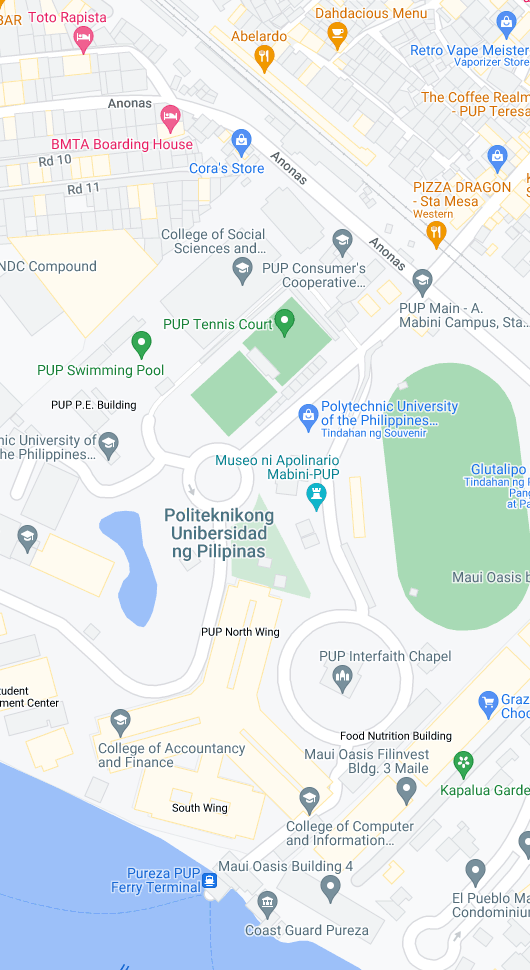 BAR
Toto Rapista
Dahdacious Menu
Abelardo
Retro Vape Meister
Vaporizer Store
Anonas
The Coffee Realm
- PUP Teresa
BMTA Boarding House
Rd 10
Cora's Store
Anonas
Rd 11
PIZZA DRAGON
- Sta Mesa
Western
College of Social
Sciences and...
Anonas
NDC Compound
PUP Consumer's
Cooperative...
PUP Main - A.
Mabini Campus, Sta...
PUP Tennis Court
PUP Swimming Pool
PUP P.E. Building
Polytechnic University
of the Philippines...
Tindahan ng Souvenir
nic University of
he Philippines...
Museo ni Apolinario
Mabini-PUP
Glutalipo
Tindahan ng
Pang
at Pa
Politeknikong
Unibersidad
ng Pilipinas
Maui Oasis b
PUP North Wing
PUP Interfaith Chapel
tudent
ment Center
Graz
Choo
Food Nutrition Building
College of Accountancy
and Finance
Maui Oasis Filinvest
Bldg. 3 Maile
Kapalua Garde
South Wing
College of Computer
and Information...
Maui Oasis Building 4
Pureza PUP
Ferry Terminal
El Pueblo Ma
Condominiu
Coast Guard Pureza